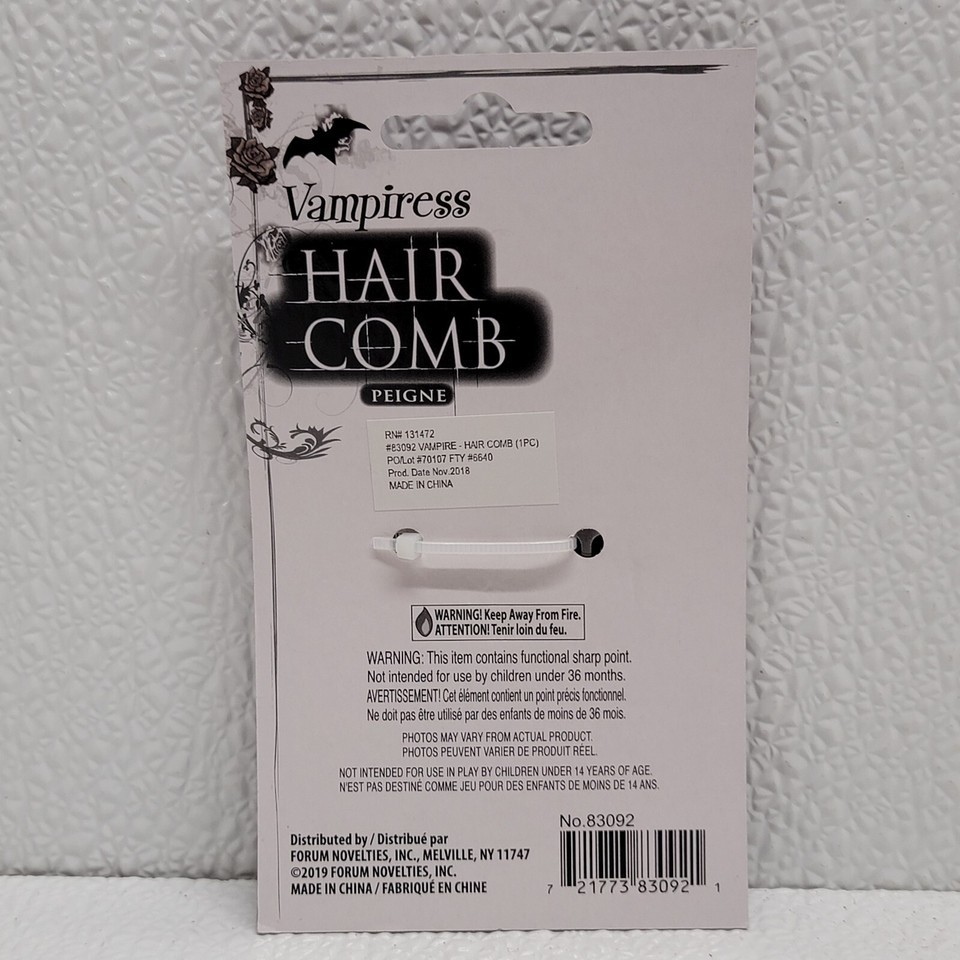 Vampiress
HAIR
COMB
PEIGNE
RN# 131472
#83092 VAMPIRE - HAIR COMB (1PC)
PO/Lot #70107 FTY #6640
Prod. Date Nov.2018
MADE IN CHINA
WARNING! Keep Away From Fire.
ATTENTION! Tenir loin du feu.
WARNING: This item contains functional sharp point.
Not intended for use by children under 36 months.
AVERTISSEMENT! Cet élément contient un point précis fonctionnel.
Ne doit pas être utilisé par des enfants de moins de 36 mois.
PHOTOS MAY VARY FROM ACTUAL PRODUCT.
PHOTOS PEUVENT VARIER DE PRODUIT RÉEL.
NOT INTENDED FOR USE IN PLAY BY CHILDREN UNDER 14 YEARS OF AGE.
N'EST PAS DESTINÉ COMME JEU POUR DES ENFANTS DE MOINS DE 14 ANS.
Distributed by / Distribué par
FORUM NOVELTIES, INC., MELVILLE, NY 11747
©2019 FORUM NOVELTIES, INC.
MADE IN CHINA / FABRIQUÉ EN CHINE
No.83092
7 21773 83092 1